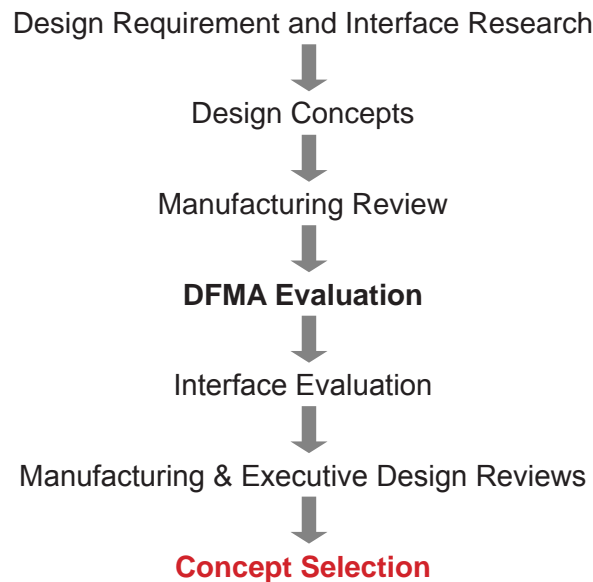 Design Requirement and Interface Research
Design Concepts
Manufacturing Review
DFMA Evaluation
Interface Evaluation
Manufacturing & Executive Design Reviews
Concept Selection